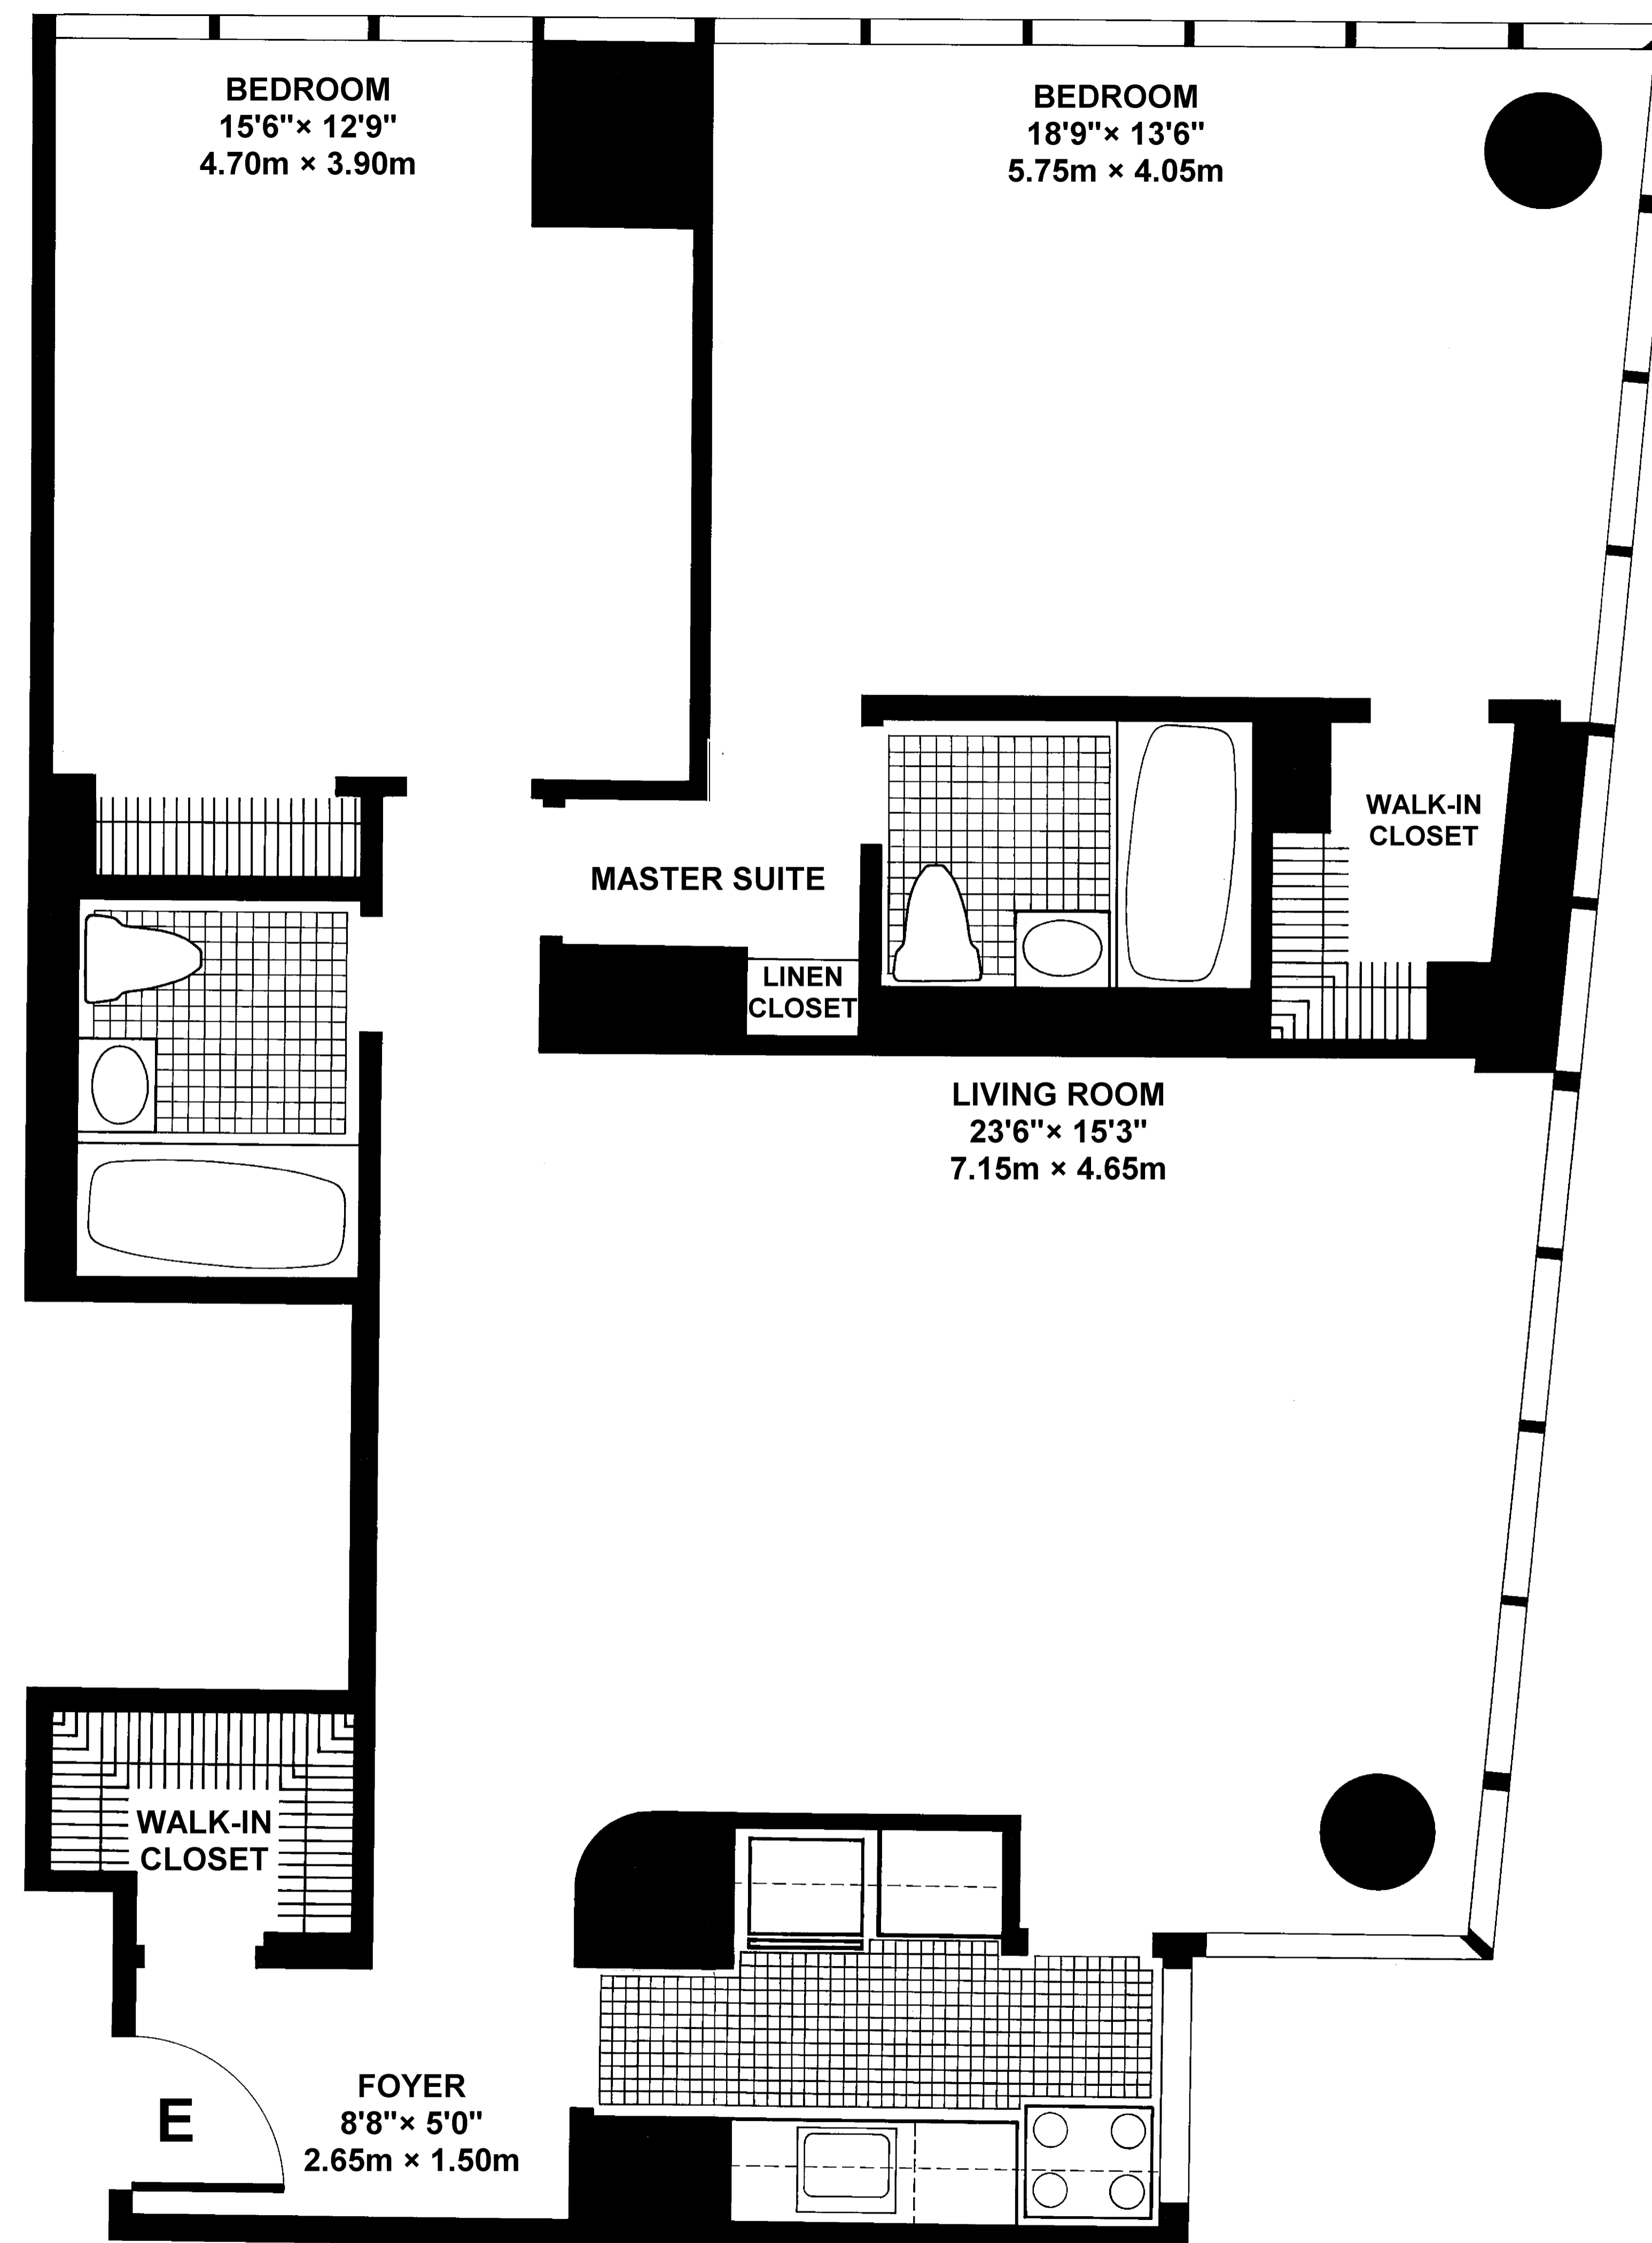 BEDROOM
15'6"× 12'9"
4.70m × 3.90m
BEDROOM
18'9"× 13'6"
5.75m × 4.05m
WALK-IN
CLOSET
MASTER SUITE
LINEN
CLOSET
LIVING ROOM
23'6"× 15'3"
7.15m × 4.65m
WALK-IN
CLOSET
FOYER
8'8"× 5'0"
2.65m × 1.50m
E